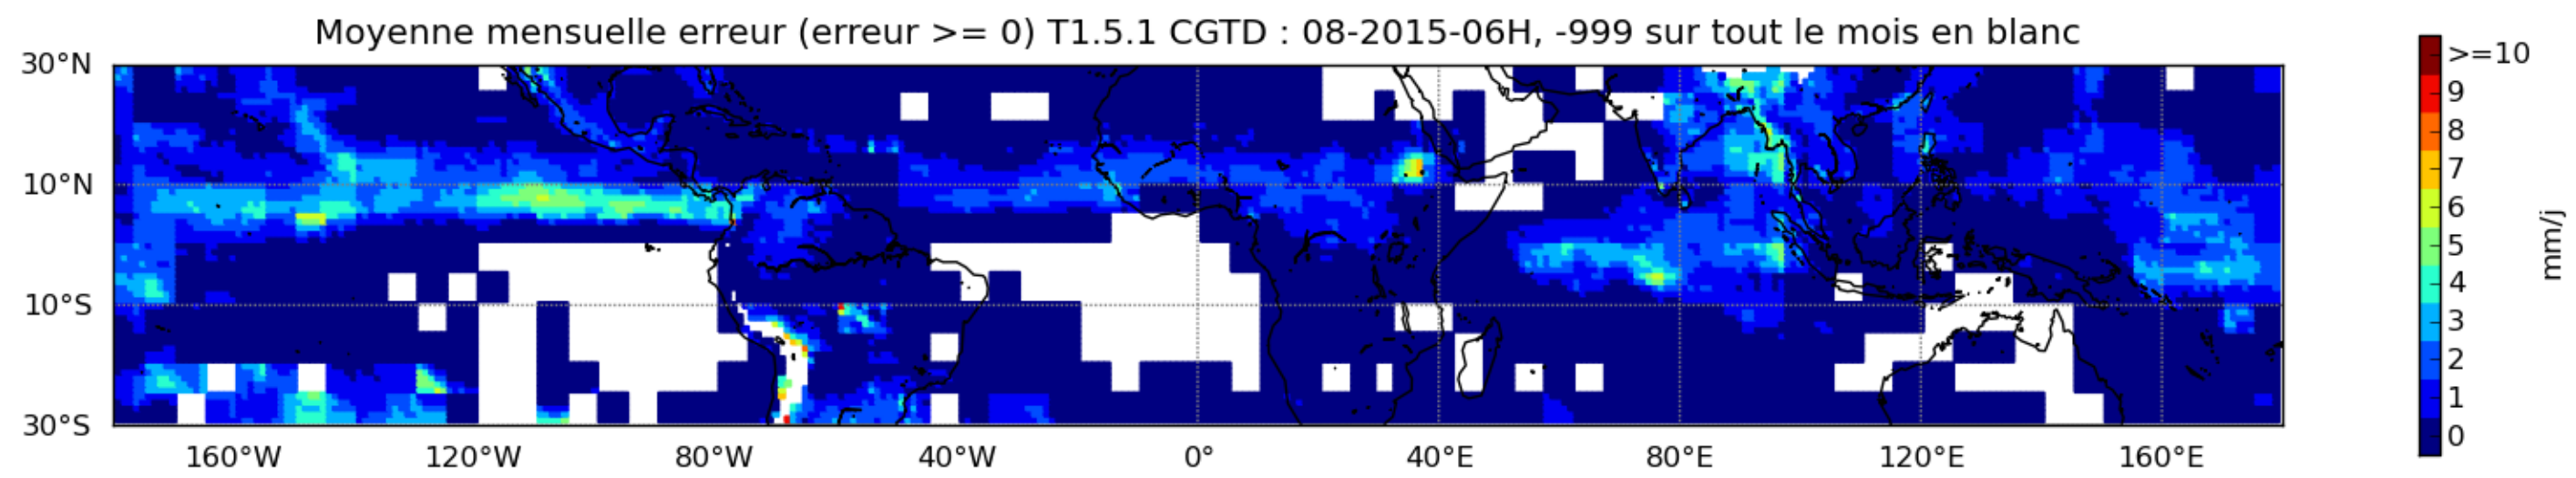 Moyenne mensuelle erreur (erreur >= 0) T1.5.1 CGTD : 08-2015-06H, -999 sur tout le mois en blanc
30°N
10°N
10°S
30°S
160°W 120°W 80°W 40°W 0° 40°E 80°E 120°E 160°E
>=10
9
8
7
6
5
4
3
2
1
0
mm/j